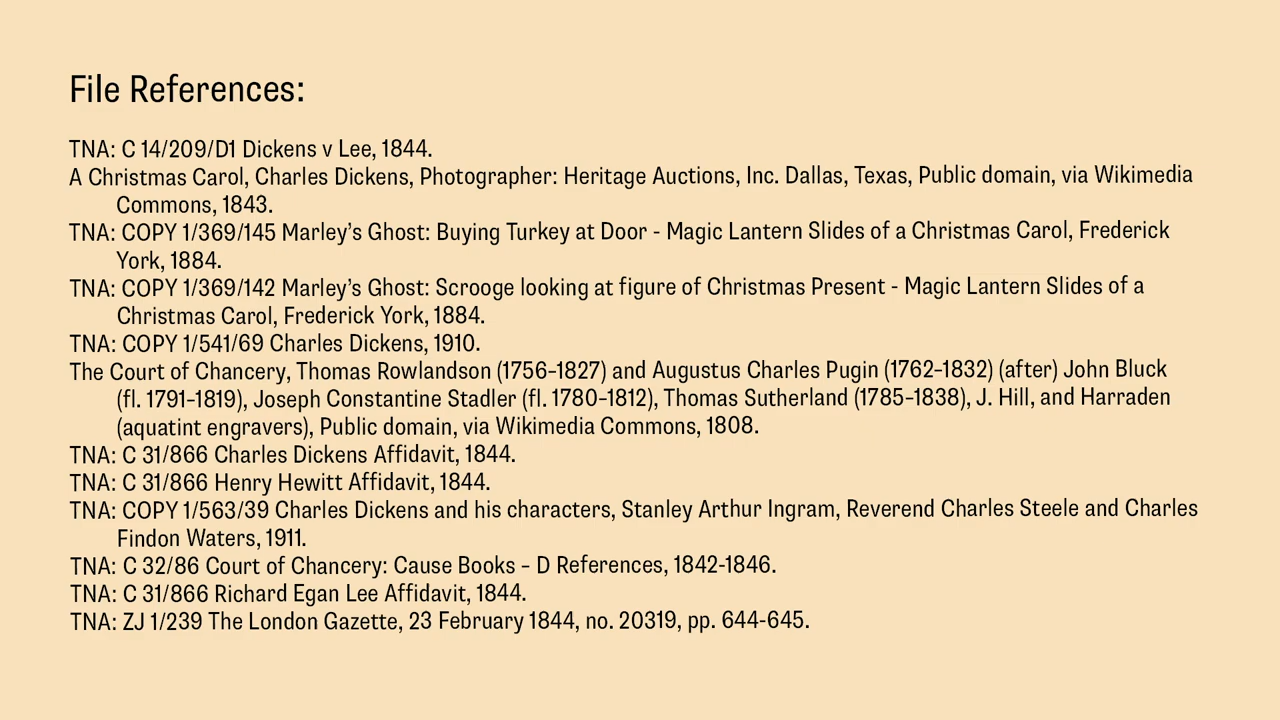 File References:
TNA: C 14/209/D1 Dickens v Lee, 1844.
A Christmas Carol, Charles Dickens, Photographer: Heritage Auctions, Inc. Dallas, Texas, Public domain, via Wikimedia
Commons, 1843.
TNA: COPY 1/369/145 Marley’s Ghost: Buying Turkey at Door - Magic Lantern Slides of a Christmas Carol, Frederick
York, 1884.
TNA: COPY 1/369/142 Marley’s Ghost: Scrooge looking at figure of Christmas Present - Magic Lantern Slides of a
Christmas Carol, Frederick York, 1884.
TNA: COPY 1/541/69 Charles Dickens, 1910.
The Court of Chancery, Thomas Rowlandson (1756–1827) and Augustus Charles Pugin (1762–1832) (after) John Bluck
(fl. 1791–1819), Joseph Constantine Stadler (fl. 1780–1812), Thomas Sutherland (1785–1838), J. Hill, and Harraden
(aquatint engravers), Public domain, via Wikimedia Commons, 1808.
TNA: C 31/866 Charles Dickens Affidavit, 1844.
TNA: C 31/866 Henry Hewitt Affidavit, 1844.
TNA: COPY 1/563/39 Charles Dickens and his characters, Stanley Arthur Ingram, Reverend Charles Steele and Charles
Findon Waters, 1911.
TNA: C 32/86 Court of Chancery: Cause Books – D References, 1842-1846.
TNA: C 31/866 Richard Egan Lee Affidavit, 1844.
TNA: ZJ 1/239 The London Gazette, 23 February 1844, no. 20319, pp. 644-645.